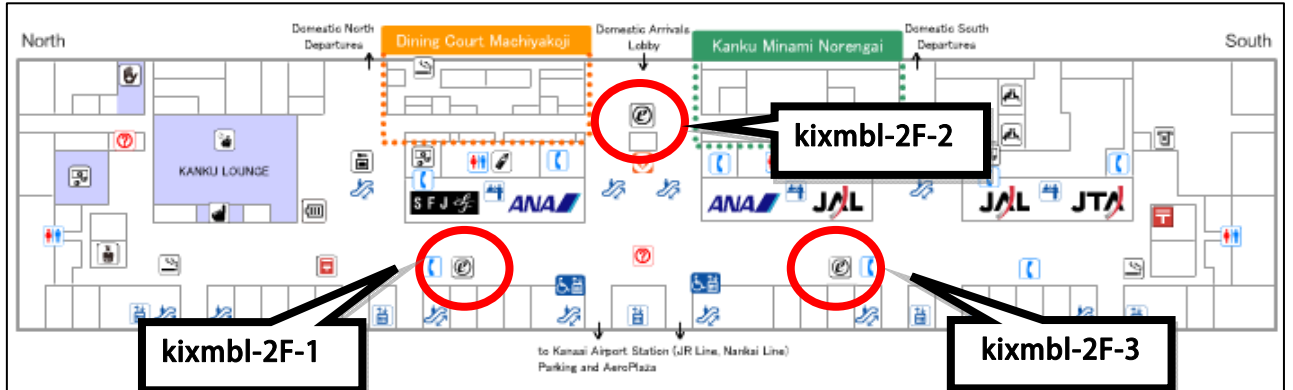 North
Domestic North
Departures
Dining Court Machiyakoji
Domestic Arrivals
Lobby
Kanku Minami Norengai
Domestic South
Departures
South
kixmbl-2F-2
KANKU LOUNGE
SFJ
ANA
ANA
JAL
JAL
JTA
kixmbl-2F-1
kixmbl-2F-3
to Kansai Airport Station (JR Line, Nankai Line)
Parking and AeroPlaza